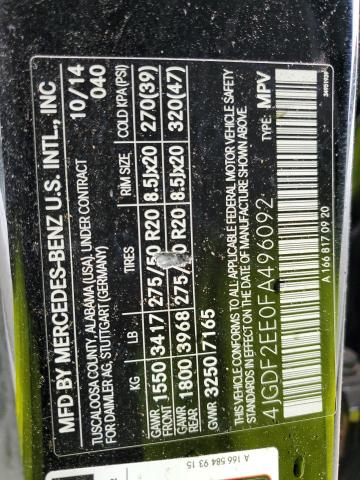 MFD BY MERCEDES-BENZ U.S. INTL., INC
TUSCALOOSA COUNTY, ALABAMA (USA), UNDER CONTRACT
FOR DAIMLER AG, STUTTGART (GERMANY)
10/14
040
KG LB TIRES RIM SIZE COLD KPA(PSI)
GAWR FRONT 1550 3417 275/50 R20 8.5Jx20 270(39)
GAWR REAR 1800 3968 275/50 R20 8.5Jx20 320(47)
GVWR 3250 7165
THIS VEHICLE CONFORMS TO ALL APPLICABLE FEDERAL MOTOR VEHICLE SAFETY
STANDARDS IN EFFECT ON THE DATE OF MANUFACTURE SHOWN ABOVE.
4JGDF2EE0FA496092 TYPE: MPV
A 166 817 09 20
A 166 584 93 15